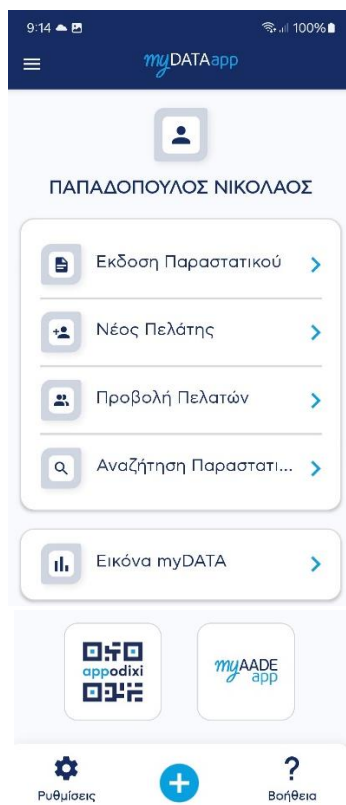 9:14 100%
myDATAapp
ΠΑΠΑΔΟΠΟΥΛΟΣ ΝΙΚΟΛΑΟΣ
Εκδοση Παραστατικού
Νέος Πελάτης
Προβολή Πελατών
Αναζήτηση Παραστατι...
Εικόνα myDATA
appodixi
myAADE
app
Ρυθμίσεις
Βοήθεια